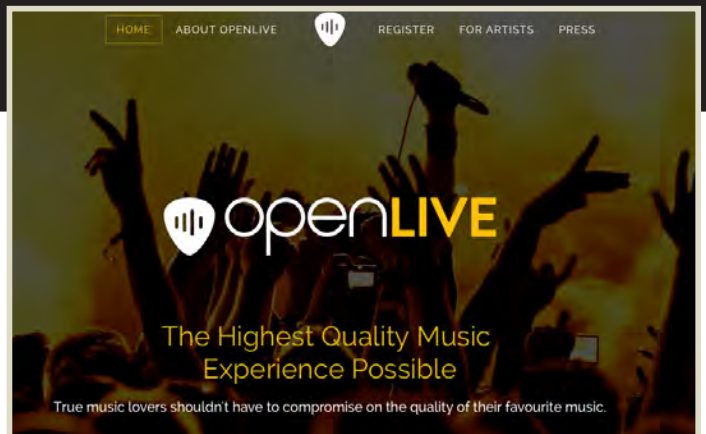 HOME ABOUT OPENLIVE REGISTER FOR ARTISTS PRESS
openLIVE
The Highest Quality Music
Experience Possible
True music lovers shouldn't have to compromise on the quality of their favourite music.